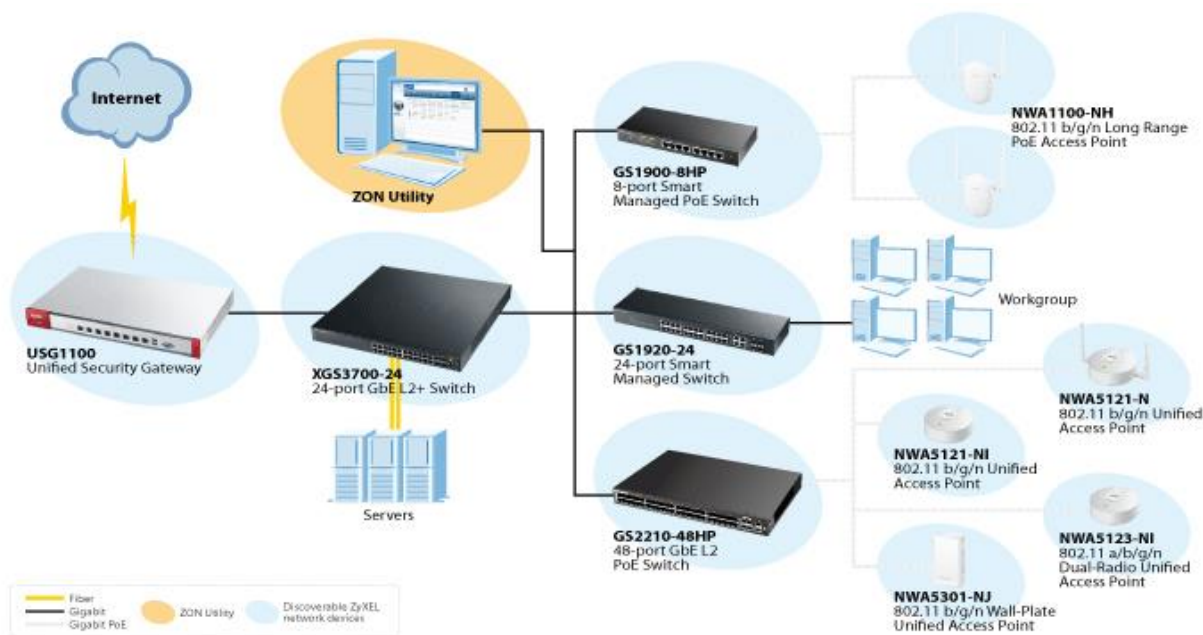 Internet
ZON Utility
USG1100
Unified Security Gateway
XGS3700-24
24-port GbE L2+ Switch
Servers
GS1900-8HP
8-port Smart
Managed PoE Switch
GS1920-24
24-port Smart
Managed Switch
GS2210-48HP
48-port GbE L2
PoE Switch
NWA1100-NH
802.11 b/g/n Long Range
PoE Access Point
Workgroup
NWA5121-N
802.11 b/g/n Unified
Access Point
NWA5121-NI
802.11 b/g/n Unified
Access Point
NWA5123-NI
802.11 a/b/g/n
Dual-Radio Unified
Access Point
NWA5301-NJ
802.11 b/g/n Wall-Plate
Unified Access Point
Fiber
Gigabit
Gigabit PoE
ZON Utility
Discoverable ZyXEL
network devices